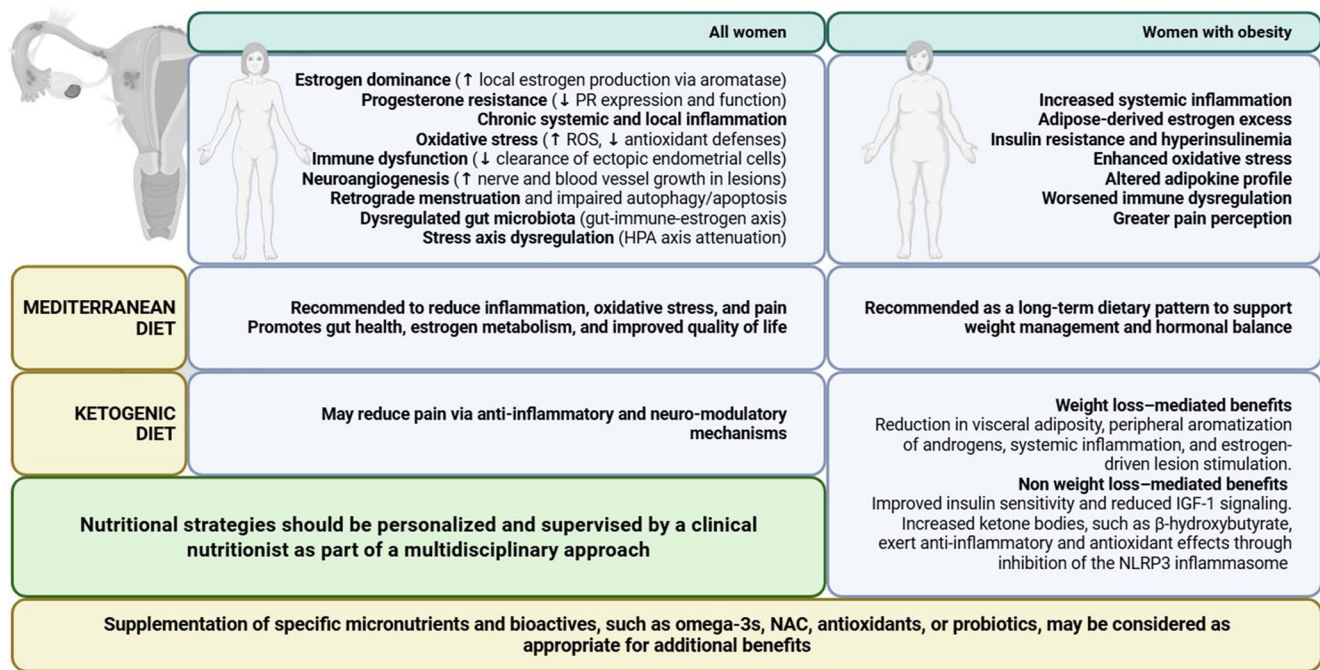 All women
Women with obesity
Estrogen dominance (↑ local estrogen production via aromatase)
Progesterone resistance (↓ PR expression and function)
Chronic systemic and local inflammation
Oxidative stress (↑ ROS, ↓ antioxidant defenses)
Immune dysfunction (↓ clearance of ectopic endometrial cells)
Neuroangiogenesis (↑ nerve and blood vessel growth in lesions)
Retrograde menstruation and impaired autophagy/apoptosis
Dysregulated gut microbiota (gut-immune-estrogen axis)
Stress axis dysregulation (HPA axis attenuation)
Increased systemic inflammation
Adipose-derived estrogen excess
Insulin resistance and hyperinsulinemia
Enhanced oxidative stress
Altered adipokine profile
Worsened immune dysregulation
Greater pain perception
MEDITERRANEAN
DIET
Recommended to reduce inflammation, oxidative stress, and pain
Promotes gut health, estrogen metabolism, and improved quality of life
Recommended as a long-term dietary pattern to support
weight management and hormonal balance
KETOGENIC
DIET
May reduce pain via anti-inflammatory and neuro-modulatory
mechanisms
Weight loss–mediated benefits
Reduction in visceral adiposity, peripheral aromatization
of androgens, systemic inflammation, and estrogen-
driven lesion stimulation.
Non weight loss–mediated benefits
Improved insulin sensitivity and reduced IGF-1 signaling.
Increased ketone bodies, such as β-hydroxybutyrate,
exert anti-inflammatory and antioxidant effects through
inhibition of the NLRP3 inflammasome
Nutritional strategies should be personalized and supervised by a clinical
nutritionist as part of a multidisciplinary approach
Supplementation of specific micronutrients and bioactives, such as omega-3s, NAC, antioxidants, or probiotics, may be considered as
appropriate for additional benefits